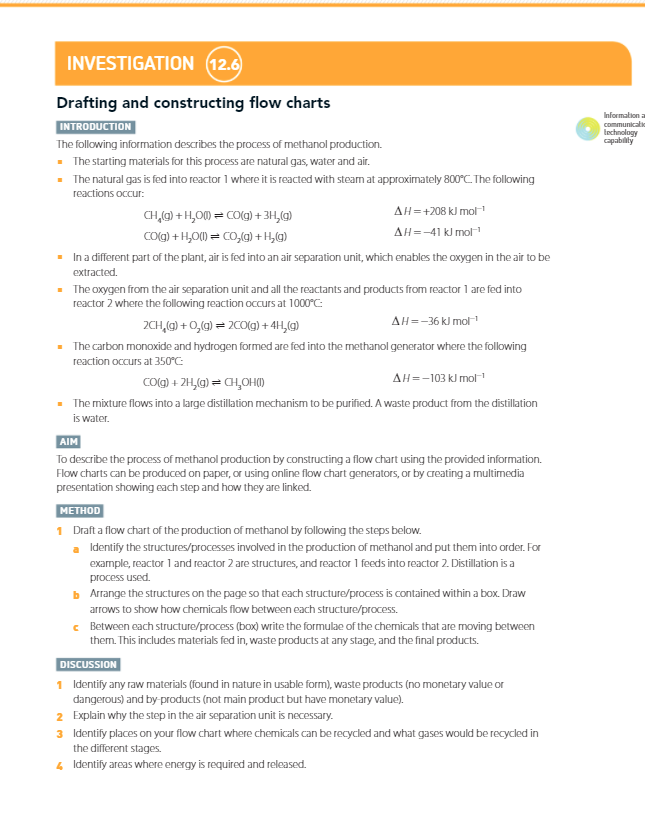 INVESTIGATION 12.6
Drafting and constructing flow charts
Information a
communicatio
technology
capability
INTRODUCTION
The following information describes the process of methanol production.
▪ The starting materials for this process are natural gas, water and air.
▪ The natural gas is fed into reactor 1 where it is reacted with steam at approximately 800°C. The following
reactions occur:
CH₄(g) + H₂O(l) ⇌ CO(g) + 3H₂(g) ΔH = +208 kJ mol⁻¹
CO(g) + H₂O(l) ⇌ CO₂(g) + H₂(g) ΔH = −41 kJ mol⁻¹
▪ In a different part of the plant, air is fed into an air separation unit, which enables the oxygen in the air to be
extracted.
▪ The oxygen from the air separation unit and all the reactants and products from reactor 1 are fed into
reactor 2 where the following reaction occurs at 1000°C:
2CH₄(g) + O₂(g) ⇌ 2CO(g) + 4H₂(g) ΔH = −36 kJ mol⁻¹
▪ The carbon monoxide and hydrogen formed are fed into the methanol generator where the following
reaction occurs at 350°C:
CO(g) + 2H₂(g) ⇌ CH₃OH(l) ΔH = −103 kJ mol⁻¹
▪ The mixture flows into a large distillation mechanism to be purified. A waste product from the distillation
is water.
AIM
To describe the process of methanol production by constructing a flow chart using the provided information.
Flow charts can be produced on paper, or using online flow chart generators, or by creating a multimedia
presentation showing each step and how they are linked.
METHOD
1 Draft a flow chart of the production of methanol by following the steps below.
a Identify the structures/processes involved in the production of methanol and put them into order. For
example, reactor 1 and reactor 2 are structures, and reactor 1 feeds into reactor 2. Distillation is a
process used.
b Arrange the structures on the page so that each structure/process is contained within a box. Draw
arrows to show how chemicals flow between each structure/process.
c Between each structure/process (box) write the formulae of the chemicals that are moving between
them. This includes materials fed in, waste products at any stage, and the final products.
DISCUSSION
1 Identify any raw materials (found in nature in usable form), waste products (no monetary value or
dangerous) and by-products (not main product but have monetary value).
2 Explain why the step in the air separation unit is necessary.
3 Identify places on your flow chart where chemicals can be recycled and what gases would be recycled in
the different stages.
4 Identify areas where energy is required and released.